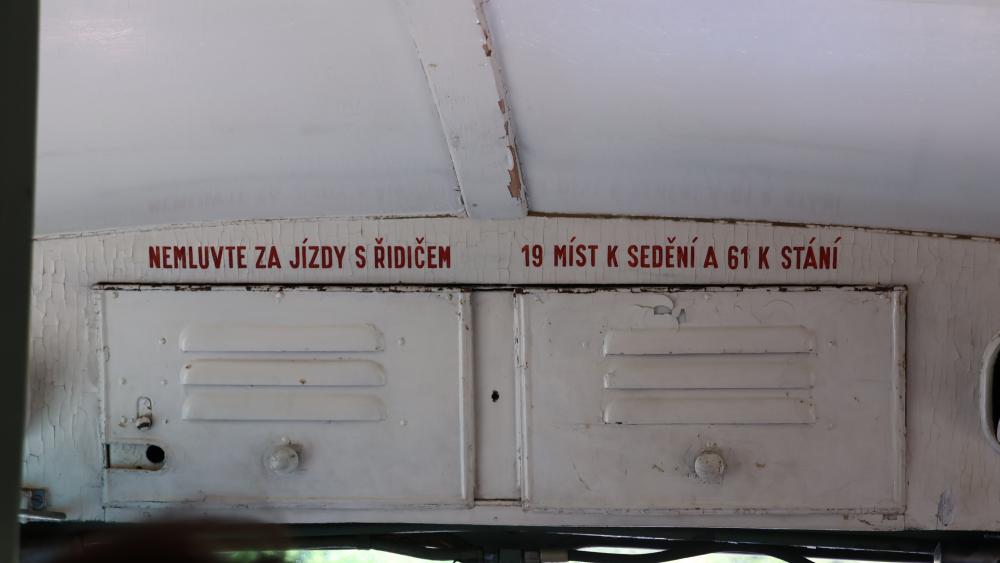 NEMLUVTE ZA JÍZDY S ŘIDIČEM
19 MÍST K SEDĚNÍ A 61 K STÁNÍ